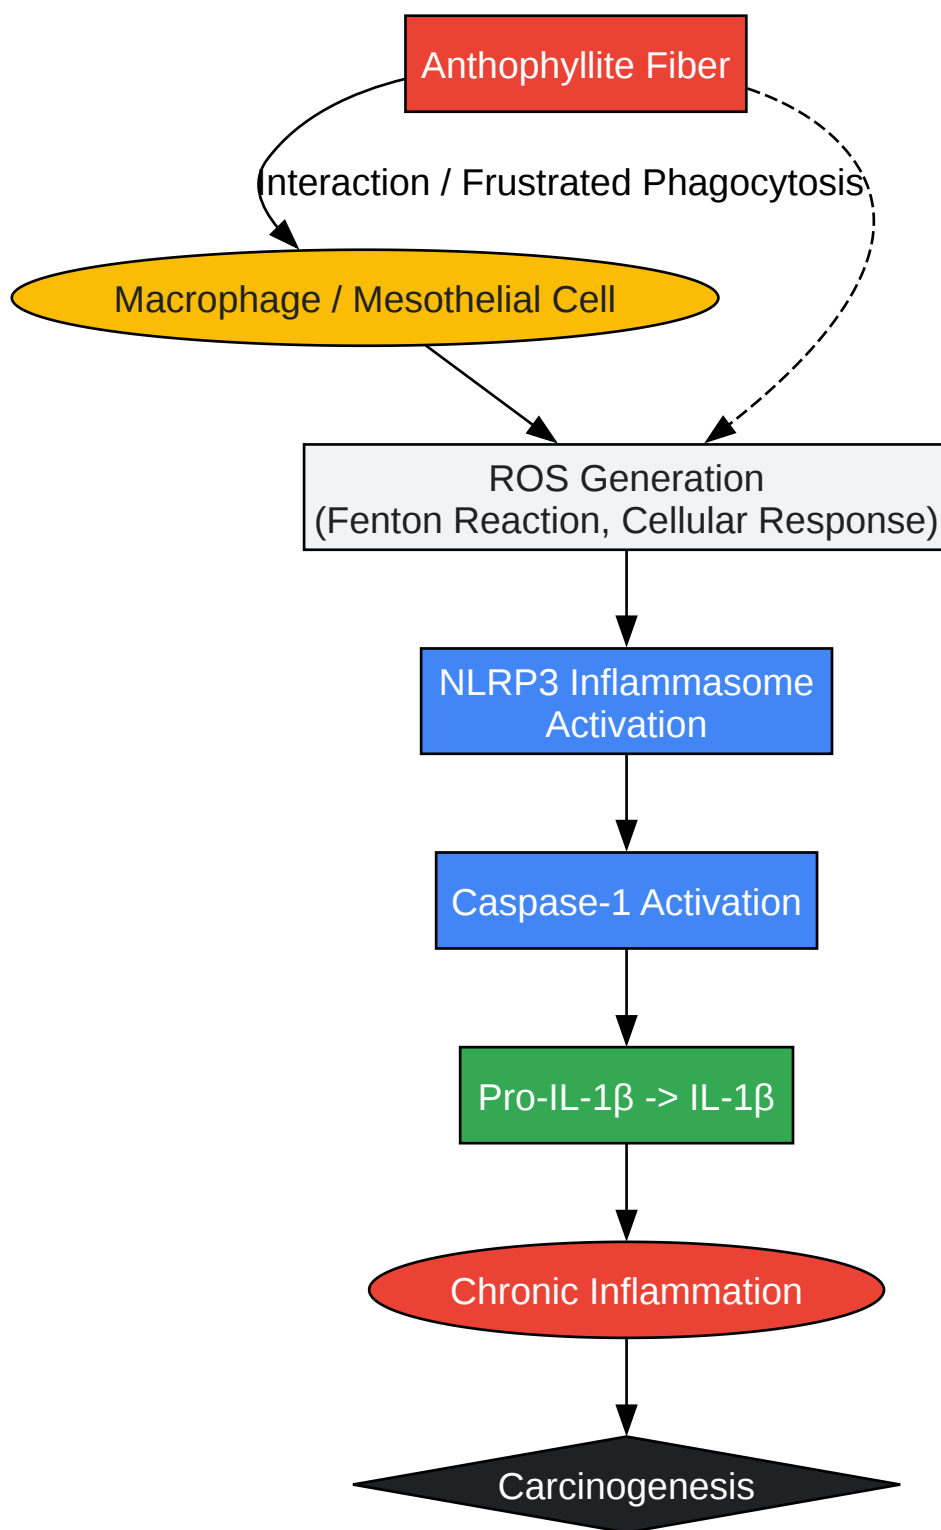 Anthophyllite Fiber
Interaction / Frustrated Phagocytosis
Macrophage / Mesothelial Cell
ROS Generation
(Fenton Reaction, Cellular Response)
NLRP3 Inflammasome
Activation
Caspase-1 Activation
Pro-IL-1β -> IL-1β
Chronic Inflammation
Carcinogenesis